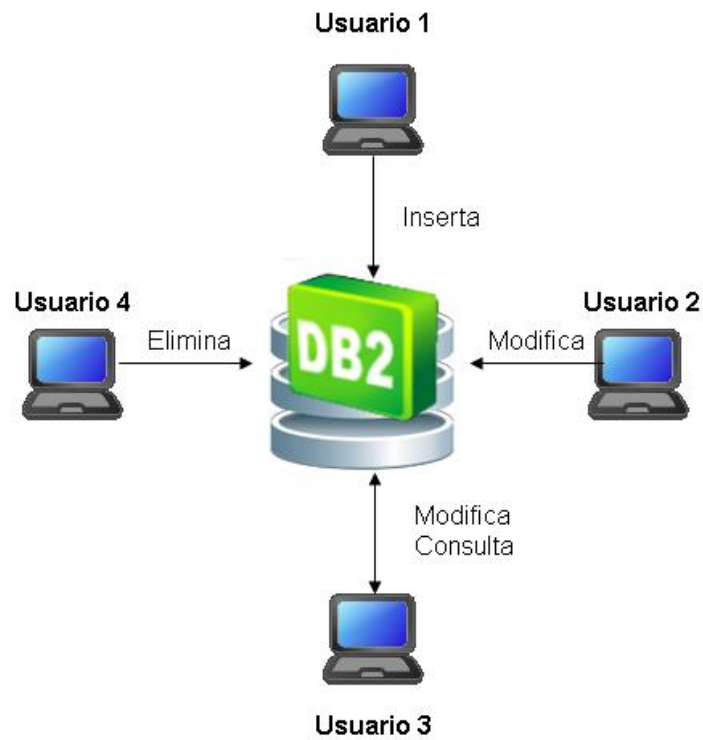 Usuario 1
Inserta
Usuario 4
Usuario 2
Elimina
DB2
Modifica
Modifica
Consulta
Usuario 3